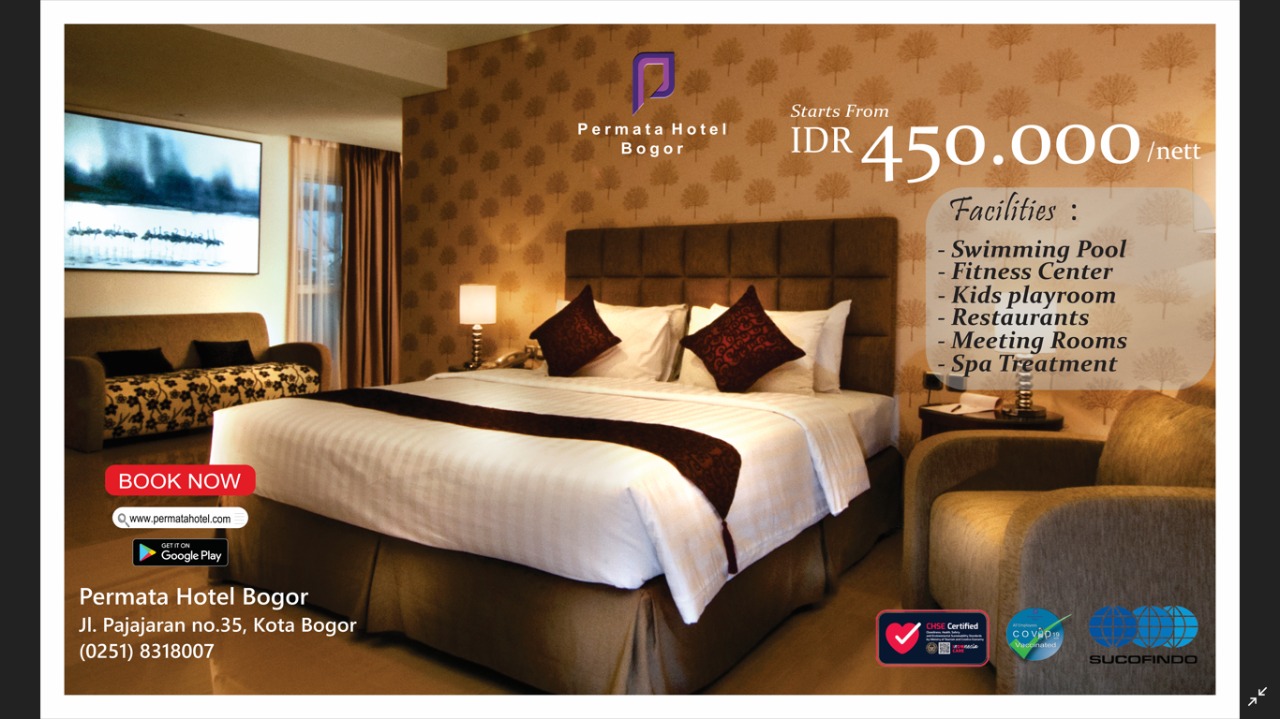 Permata Hotel
Bogor
Starts From
IDR 450.000 /nett
Facilities :
- Swimming Pool
- Fitness Center
- Kids playroom
- Restaurants
- Meeting Rooms
- Spa Treatment
BOOK NOW
www.permatahotel.com
GET IT ON
Google Play
Permata Hotel Bogor
Jl. Pajajaran no.35, Kota Bogor
(0251) 8318007
CHSE Certified
COVID19
Vaccinated
SUCOFINDO